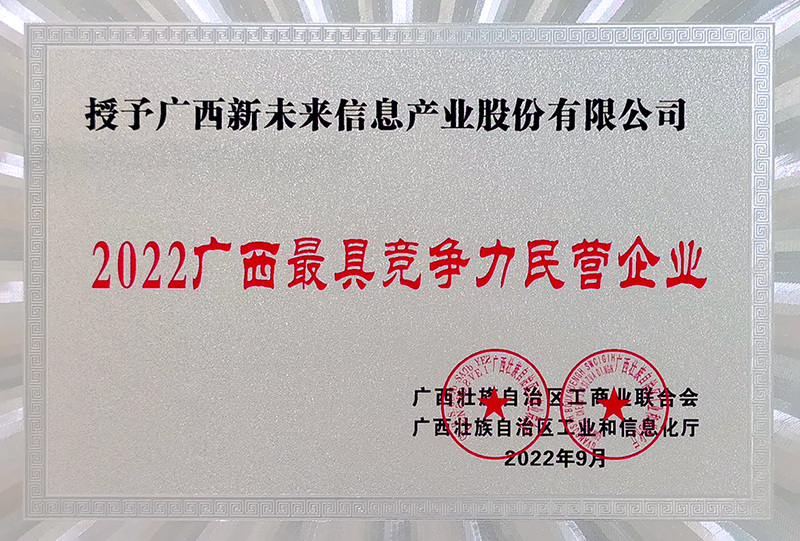 授予广西新未来信息产业股份有限公司
2022广西最具竞争力民营企业
广西壮族自治区工商业联合会
广西壮族自治区工业和信息化厅
2022年9月